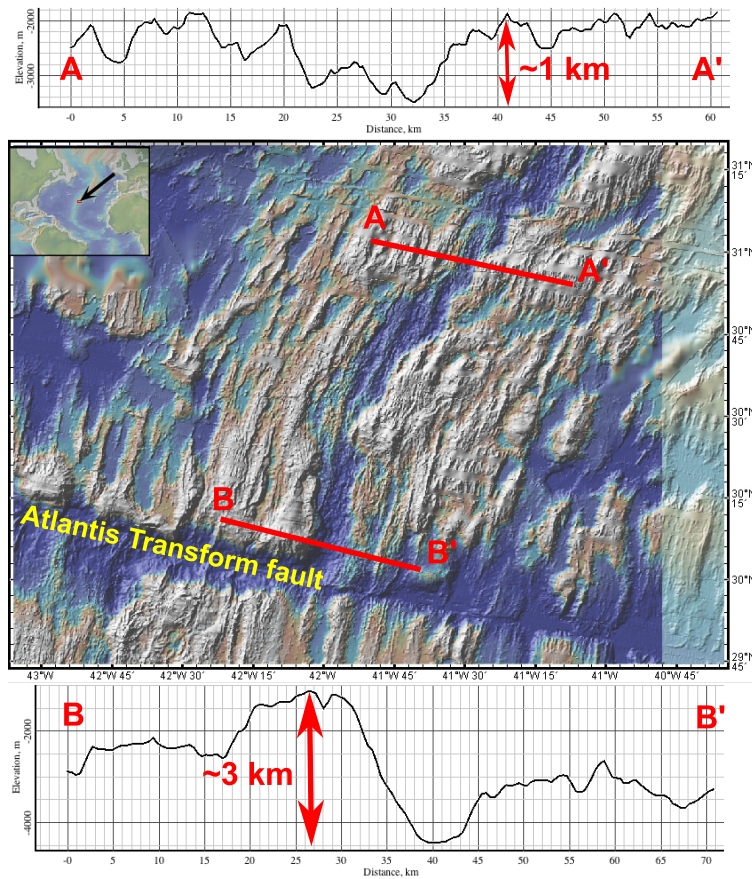 Elevation, m
-2000
-3000
A
~1 km
A'
-0 5 10 15 20 25 30 35 40 45 50 55 60
Distance, km
31°N
15'
A
31°N
A'
30°N
45'
30°N
30'
B
30°N
15'
Atlantis Transform fault
B'
30°N
29°N
45'
43°W 42°W 45' 42°W 30' 42°W 15' 42°W 41°W 45' 41°W 30' 41°W 15' 41°W 40°W 45'
Elevation, m
-2000
-4000
B
~3 km
B'
-0 5 10 15 20 25 30 35 40 45 50 55 60 65 70
Distance, km